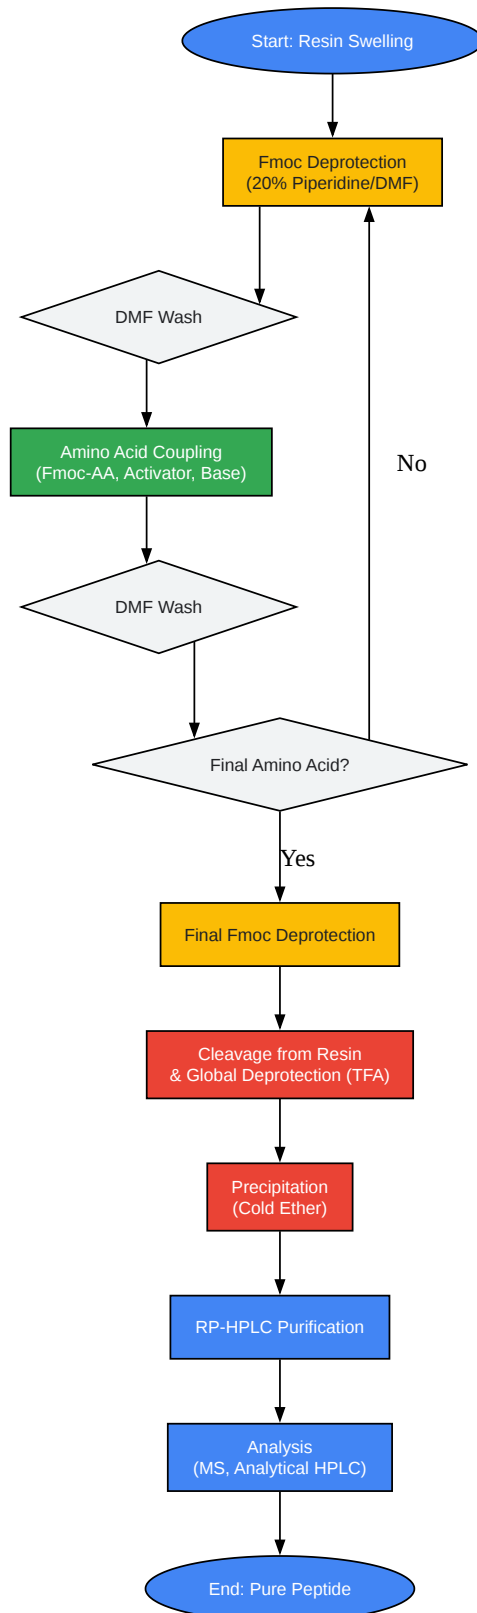 Start: Resin Swelling
Fmoc Deprotection
(20% Piperidine/DMF)
DMF Wash
Amino Acid Coupling
(Fmoc-AA, Activator, Base)
No
DMF Wash
Final Amino Acid?
Yes
Final Fmoc Deprotection
Cleavage from Resin
& Global Deprotection (TFA)
Precipitation
(Cold Ether)
RP-HPLC Purification
Analysis
(MS, Analytical HPLC)
End: Pure Peptide